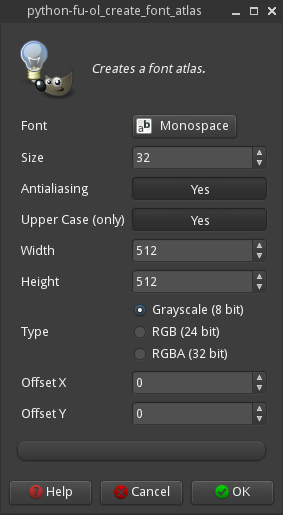 python-fu-ol_create_font_atlas
Creates a font atlas.
Font ab Monospace
Size 32
Antialiasing Yes
Upper Case (only) Yes
Width 512
Height 512
Grayscale (8 bit)
Type RGB (24 bit)
RGBA (32 bit)
Offset X 0
Offset Y 0
Help Cancel OK